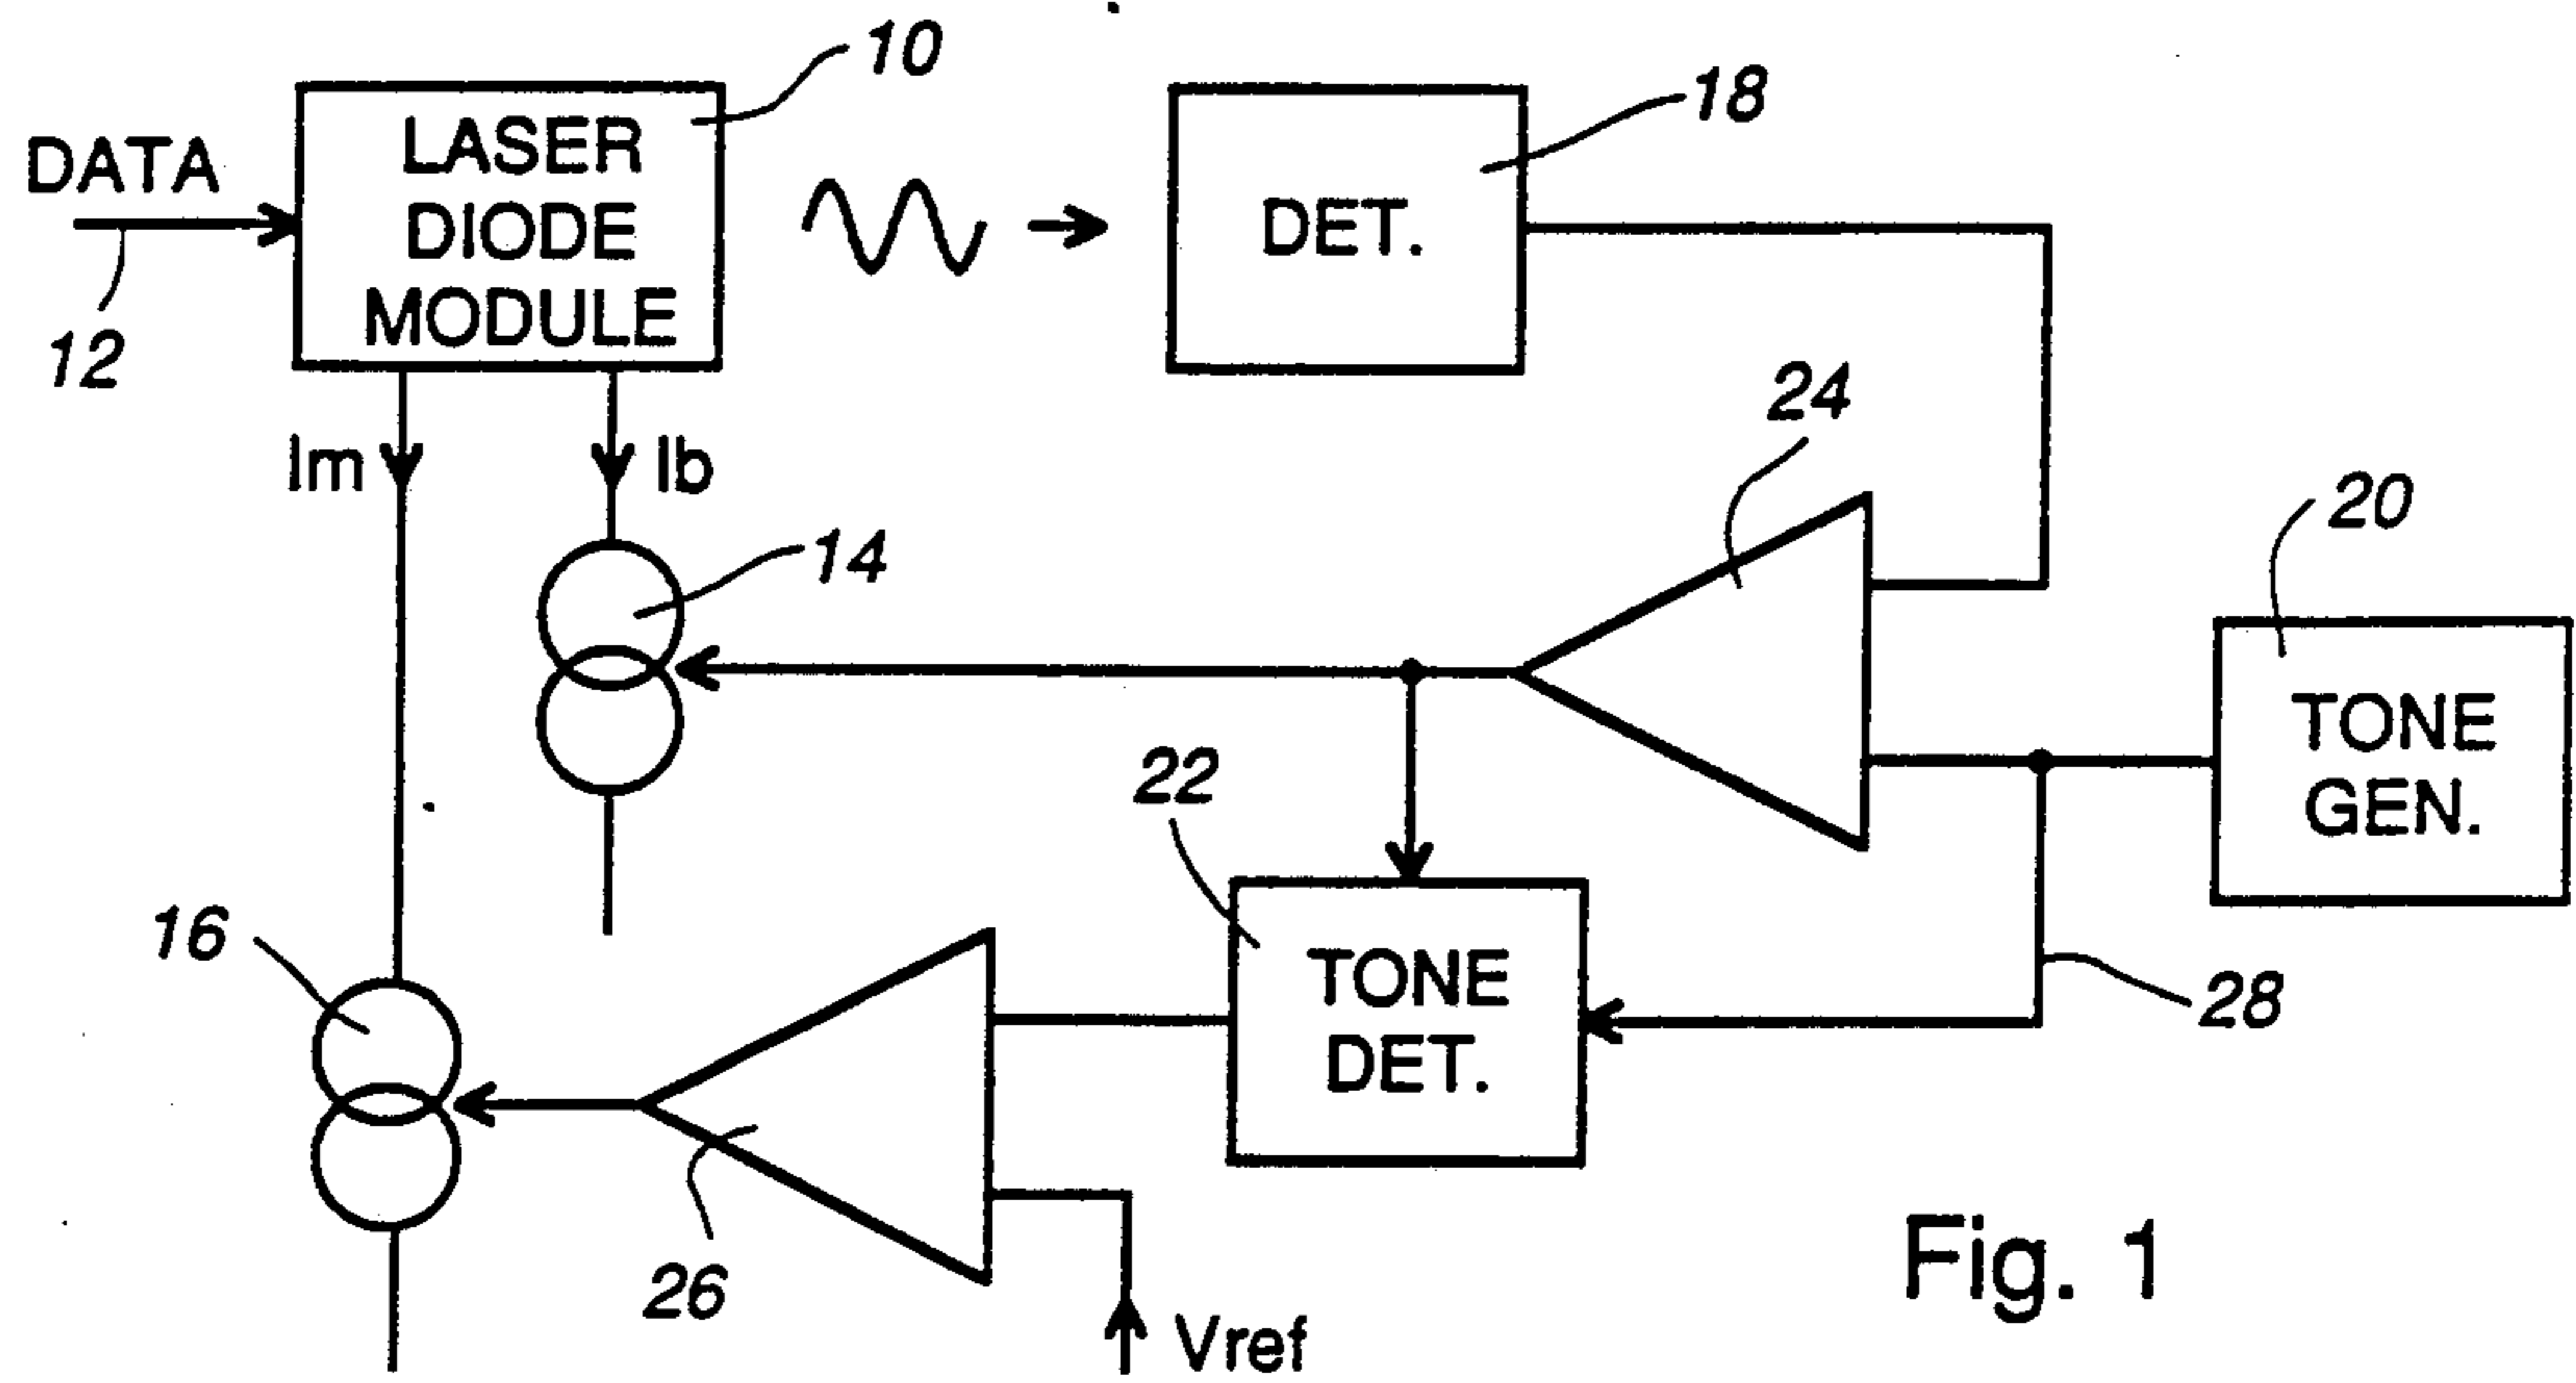 10
18
DATA
LASER
DIODE
MODULE
DET.
12
24
Im
Ib
20
14
TONE
GEN.
22
16
TONE
DET.
28
26
Vref
Fig. 1